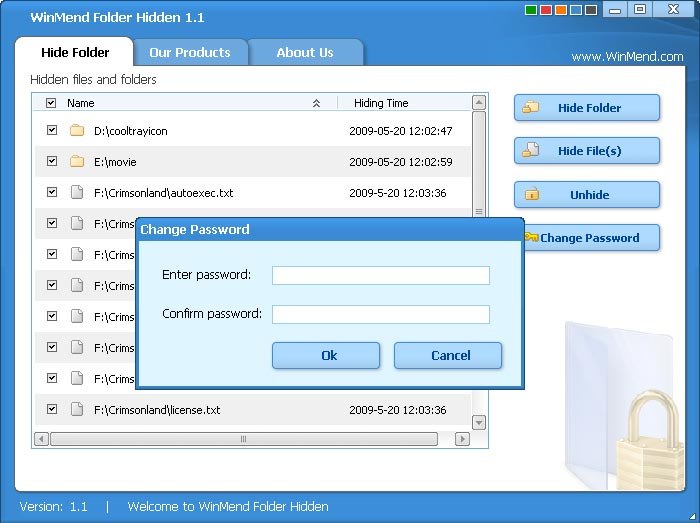 WinMend Folder Hidden 1.1
Hide Folder
Our Products
About Us
www.WinMend.com
Hidden files and folders
Name
Hiding Time
D:\cooltrayicon
2009-05-20 12:02:47
E:\movie
2009-05-20 12:02:59
F:\Crimsonland\autoexec.txt
2009-5-20 12:03:36
F:\Crims
F:\Crims
F:\Crims
F:\Crimso
F:\Crims
F:\Crims
F:\Crimsonland\license.txt
2009-5-20 12:03:36
Hide Folder
Hide File(s)
Unhide
Change Password
Change Password
Enter password:
Confirm password:
Ok
Cancel
Version: 1.1 | Welcome to WinMend Folder Hidden